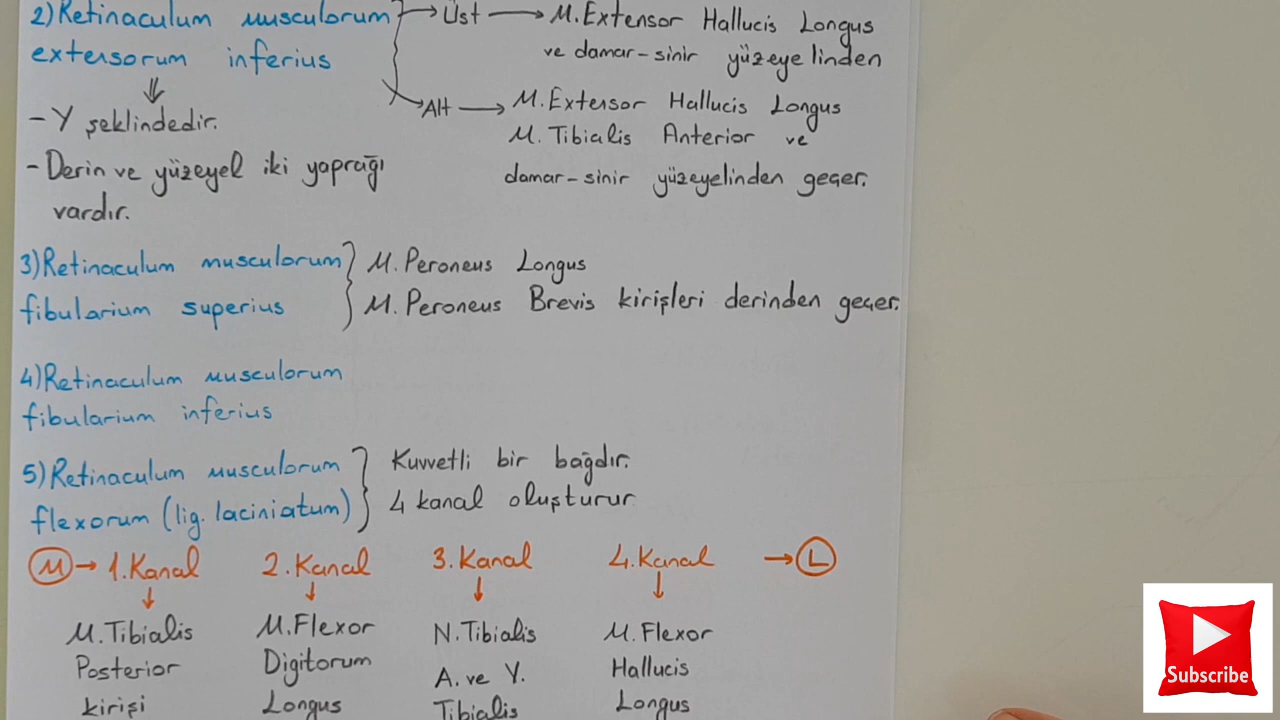 2)Retinaculum musculorum
extensorum inferius
→ Üst → M.Extensor Hallucis Longus
ve damar-sinir yüzeyelinden
→ Alt → M.Extensor Hallucis Longus
M. Tibialis Anterior ve
damar-sinir yüzeyelinden geçer.
- Y şeklindedir.
- Derin ve yüzeyel iki yaprağı
vardır.
3)Retinaculum musculorum
fibularium superius
M. Peroneus Longus
M. Peroneus Brevis kirişleri derinden geçer.
4)Retinaculum musculorum
fibularium inferius
5)Retinaculum musculorum
flexorum (lig. laciniatum)
Kuvvetli bir bağdır.
4 kanal oluşturur.
M → 1.Kanal 2.Kanal 3.Kanal 4.Kanal → L
M.Tibialis M.Flexor N.Tibialis M.Flexor
Posterior Digitorum A. ve V. Hallucis
kirişi Longus Tibialis Longus
Subscribe